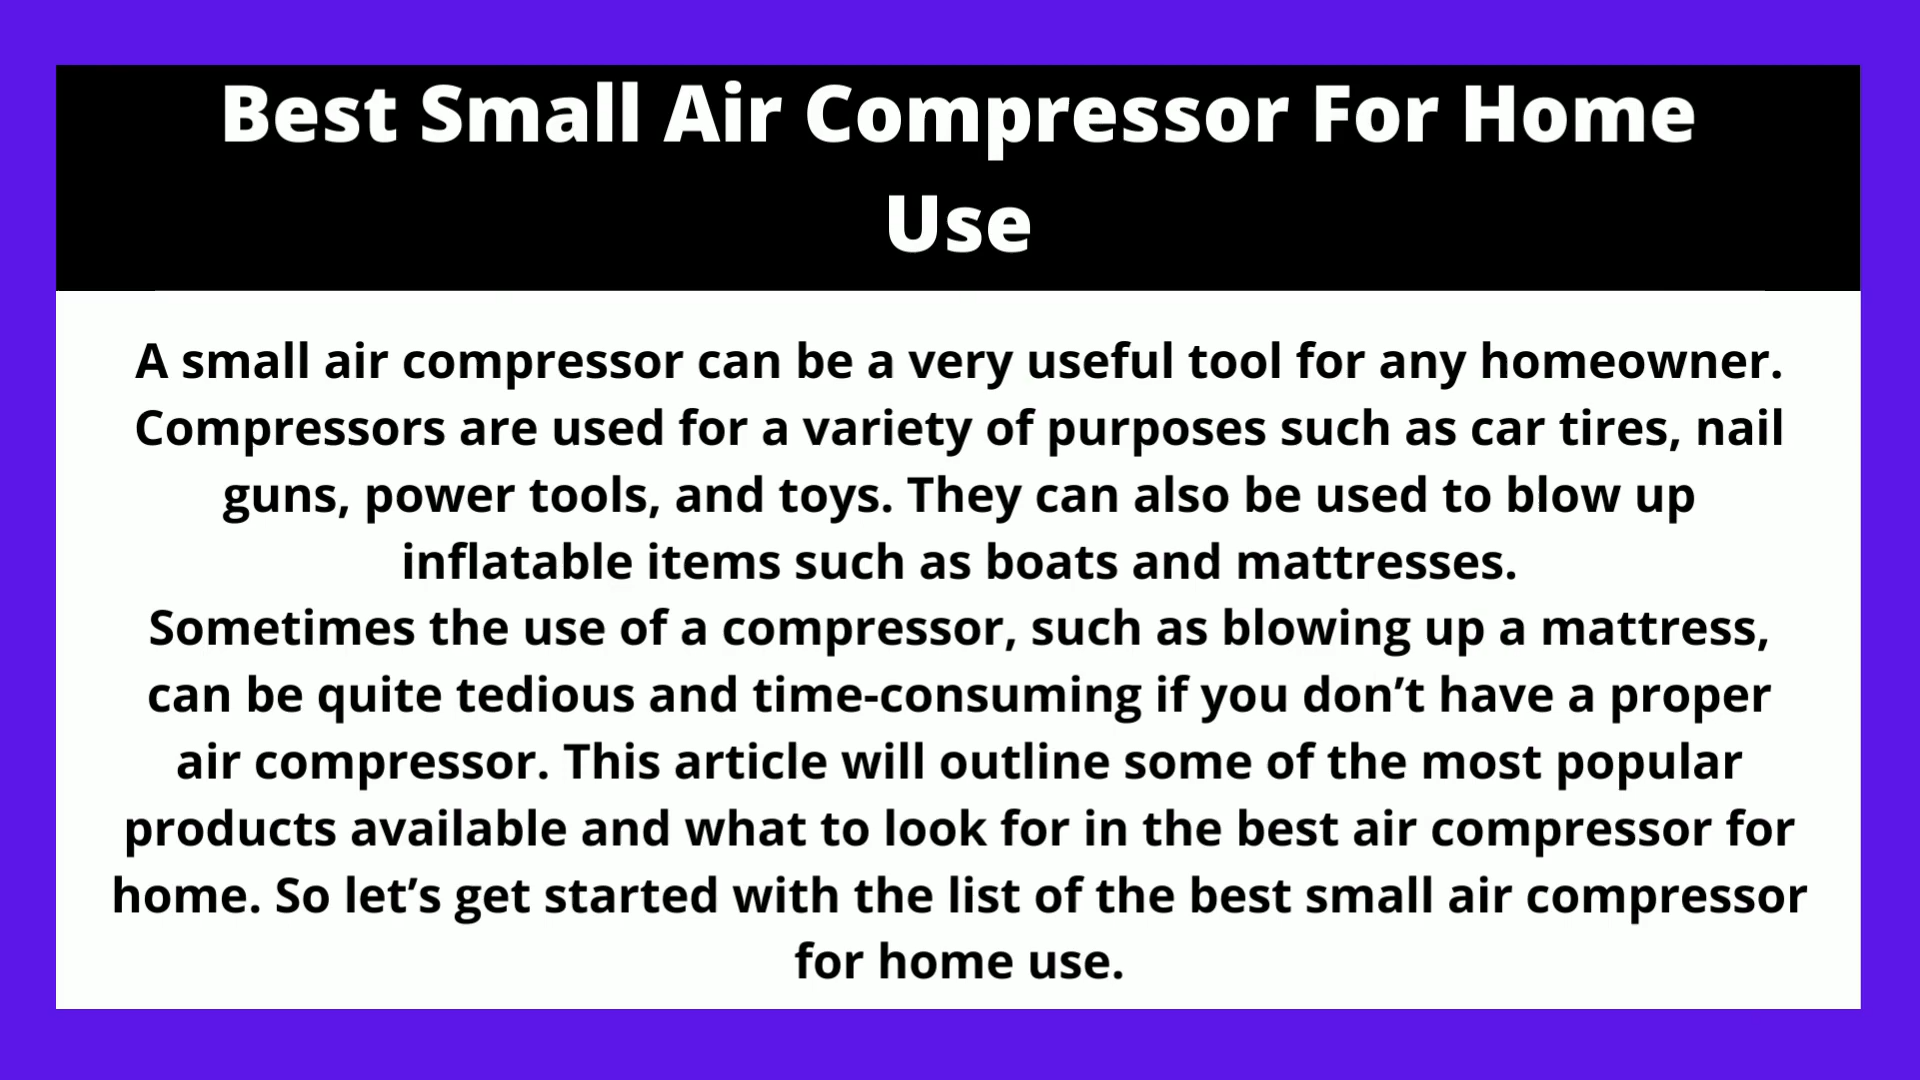 Best Small Air Compressor For Home
Use
A small air compressor can be a very useful tool for any homeowner.
Compressors are used for a variety of purposes such as car tires, nail
guns, power tools, and toys. They can also be used to blow up
inflatable items such as boats and mattresses.
Sometimes the use of a compressor, such as blowing up a mattress,
can be quite tedious and time-consuming if you don’t have a proper
air compressor. This article will outline some of the most popular
products available and what to look for in the best air compressor for
home. So let’s get started with the list of the best small air compressor
for home use.